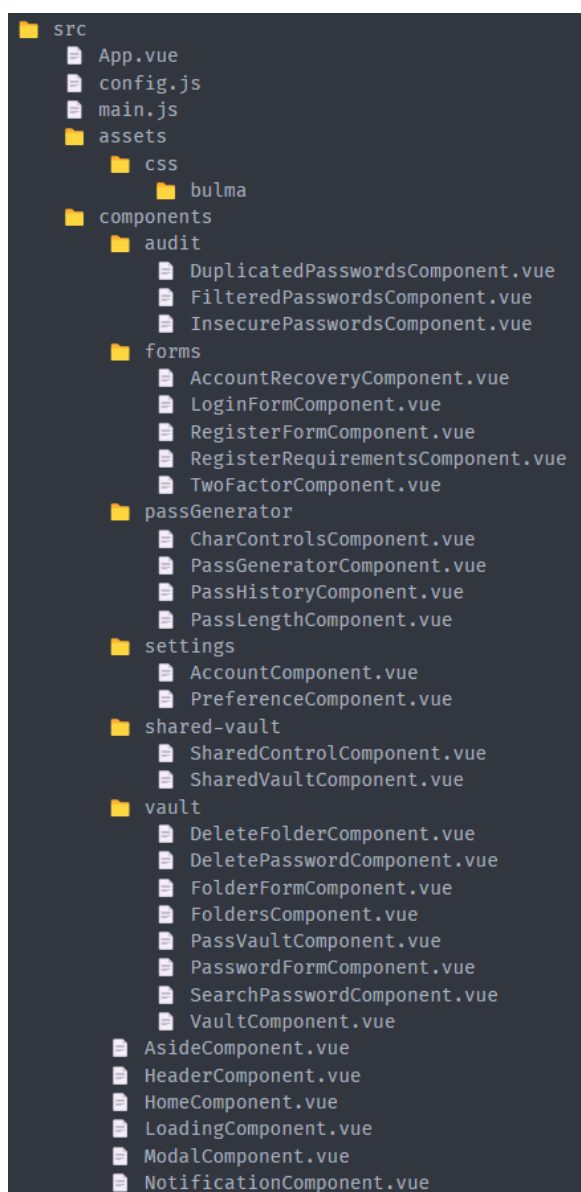 src
App.vue
config.js
main.js
assets
css
bulma
components
audit
DuplicatedPasswordsComponent.vue
FilteredPasswordsComponent.vue
InsecurePasswordsComponent.vue
forms
AccountRecoveryComponent.vue
LoginFormComponent.vue
RegisterFormComponent.vue
RegisterRequirementsComponent.vue
TwoFactorComponent.vue
passGenerator
CharControlsComponent.vue
PassGeneratorComponent.vue
PassHistoryComponent.vue
PassLengthComponent.vue
settings
AccountComponent.vue
PreferenceComponent.vue
shared-vault
SharedControlComponent.vue
SharedVaultComponent.vue
vault
DeleteFolderComponent.vue
DeletePasswordComponent.vue
FolderFormComponent.vue
FoldersComponent.vue
PassVaultComponent.vue
PasswordFormComponent.vue
SearchPasswordComponent.vue
VaultComponent.vue
AsideComponent.vue
HeaderComponent.vue
HomeComponent.vue
LoadingComponent.vue
ModalComponent.vue
NotificationComponent.vue